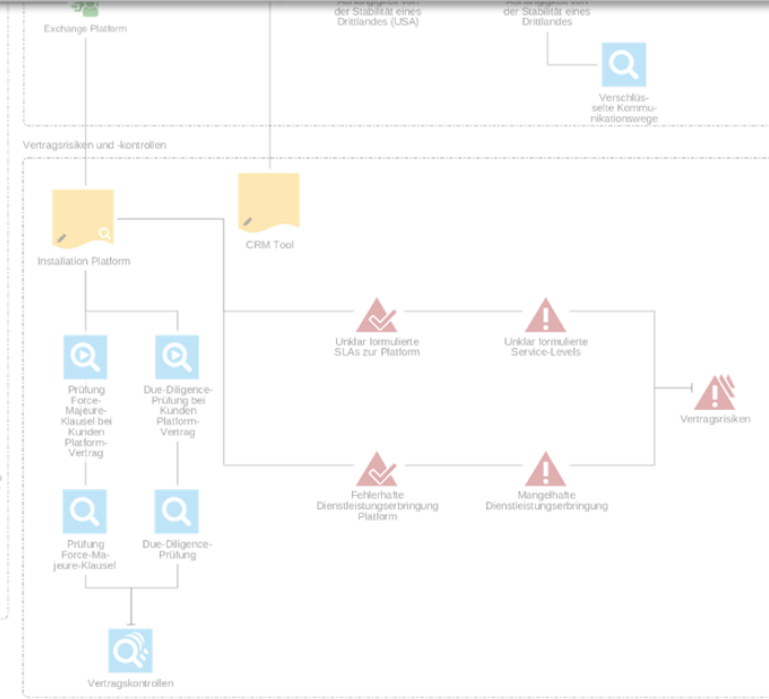 Exchange Platform
der Stabilität eines
Drittlandes (USA)
der Stabilität eines
Drittlandes
Verschlüs-
selte Kommu-
nikationswege
Vertragsrisiken und -kontrollen
Installation Platform
CRM Tool
Unklar formulierte
SLAs zur Platform
Unklar formulierte
Service-Levels
Vertragsrisiken
Prüfung
Force-
Majeure-
Klausel bei
Kunden
Platform-
Vertrag
Due-Diligence-
Prüfung bei
Kunden
Platform-
Vertrag
Fehlerhafte
Dienstleistungserbringung
Platform
Mangelhafte
Dienstleistungserbringung
Prüfung
Force-Ma-
jeure-Klausel
Due-Diligence-
Prüfung
Vertragskontrollen